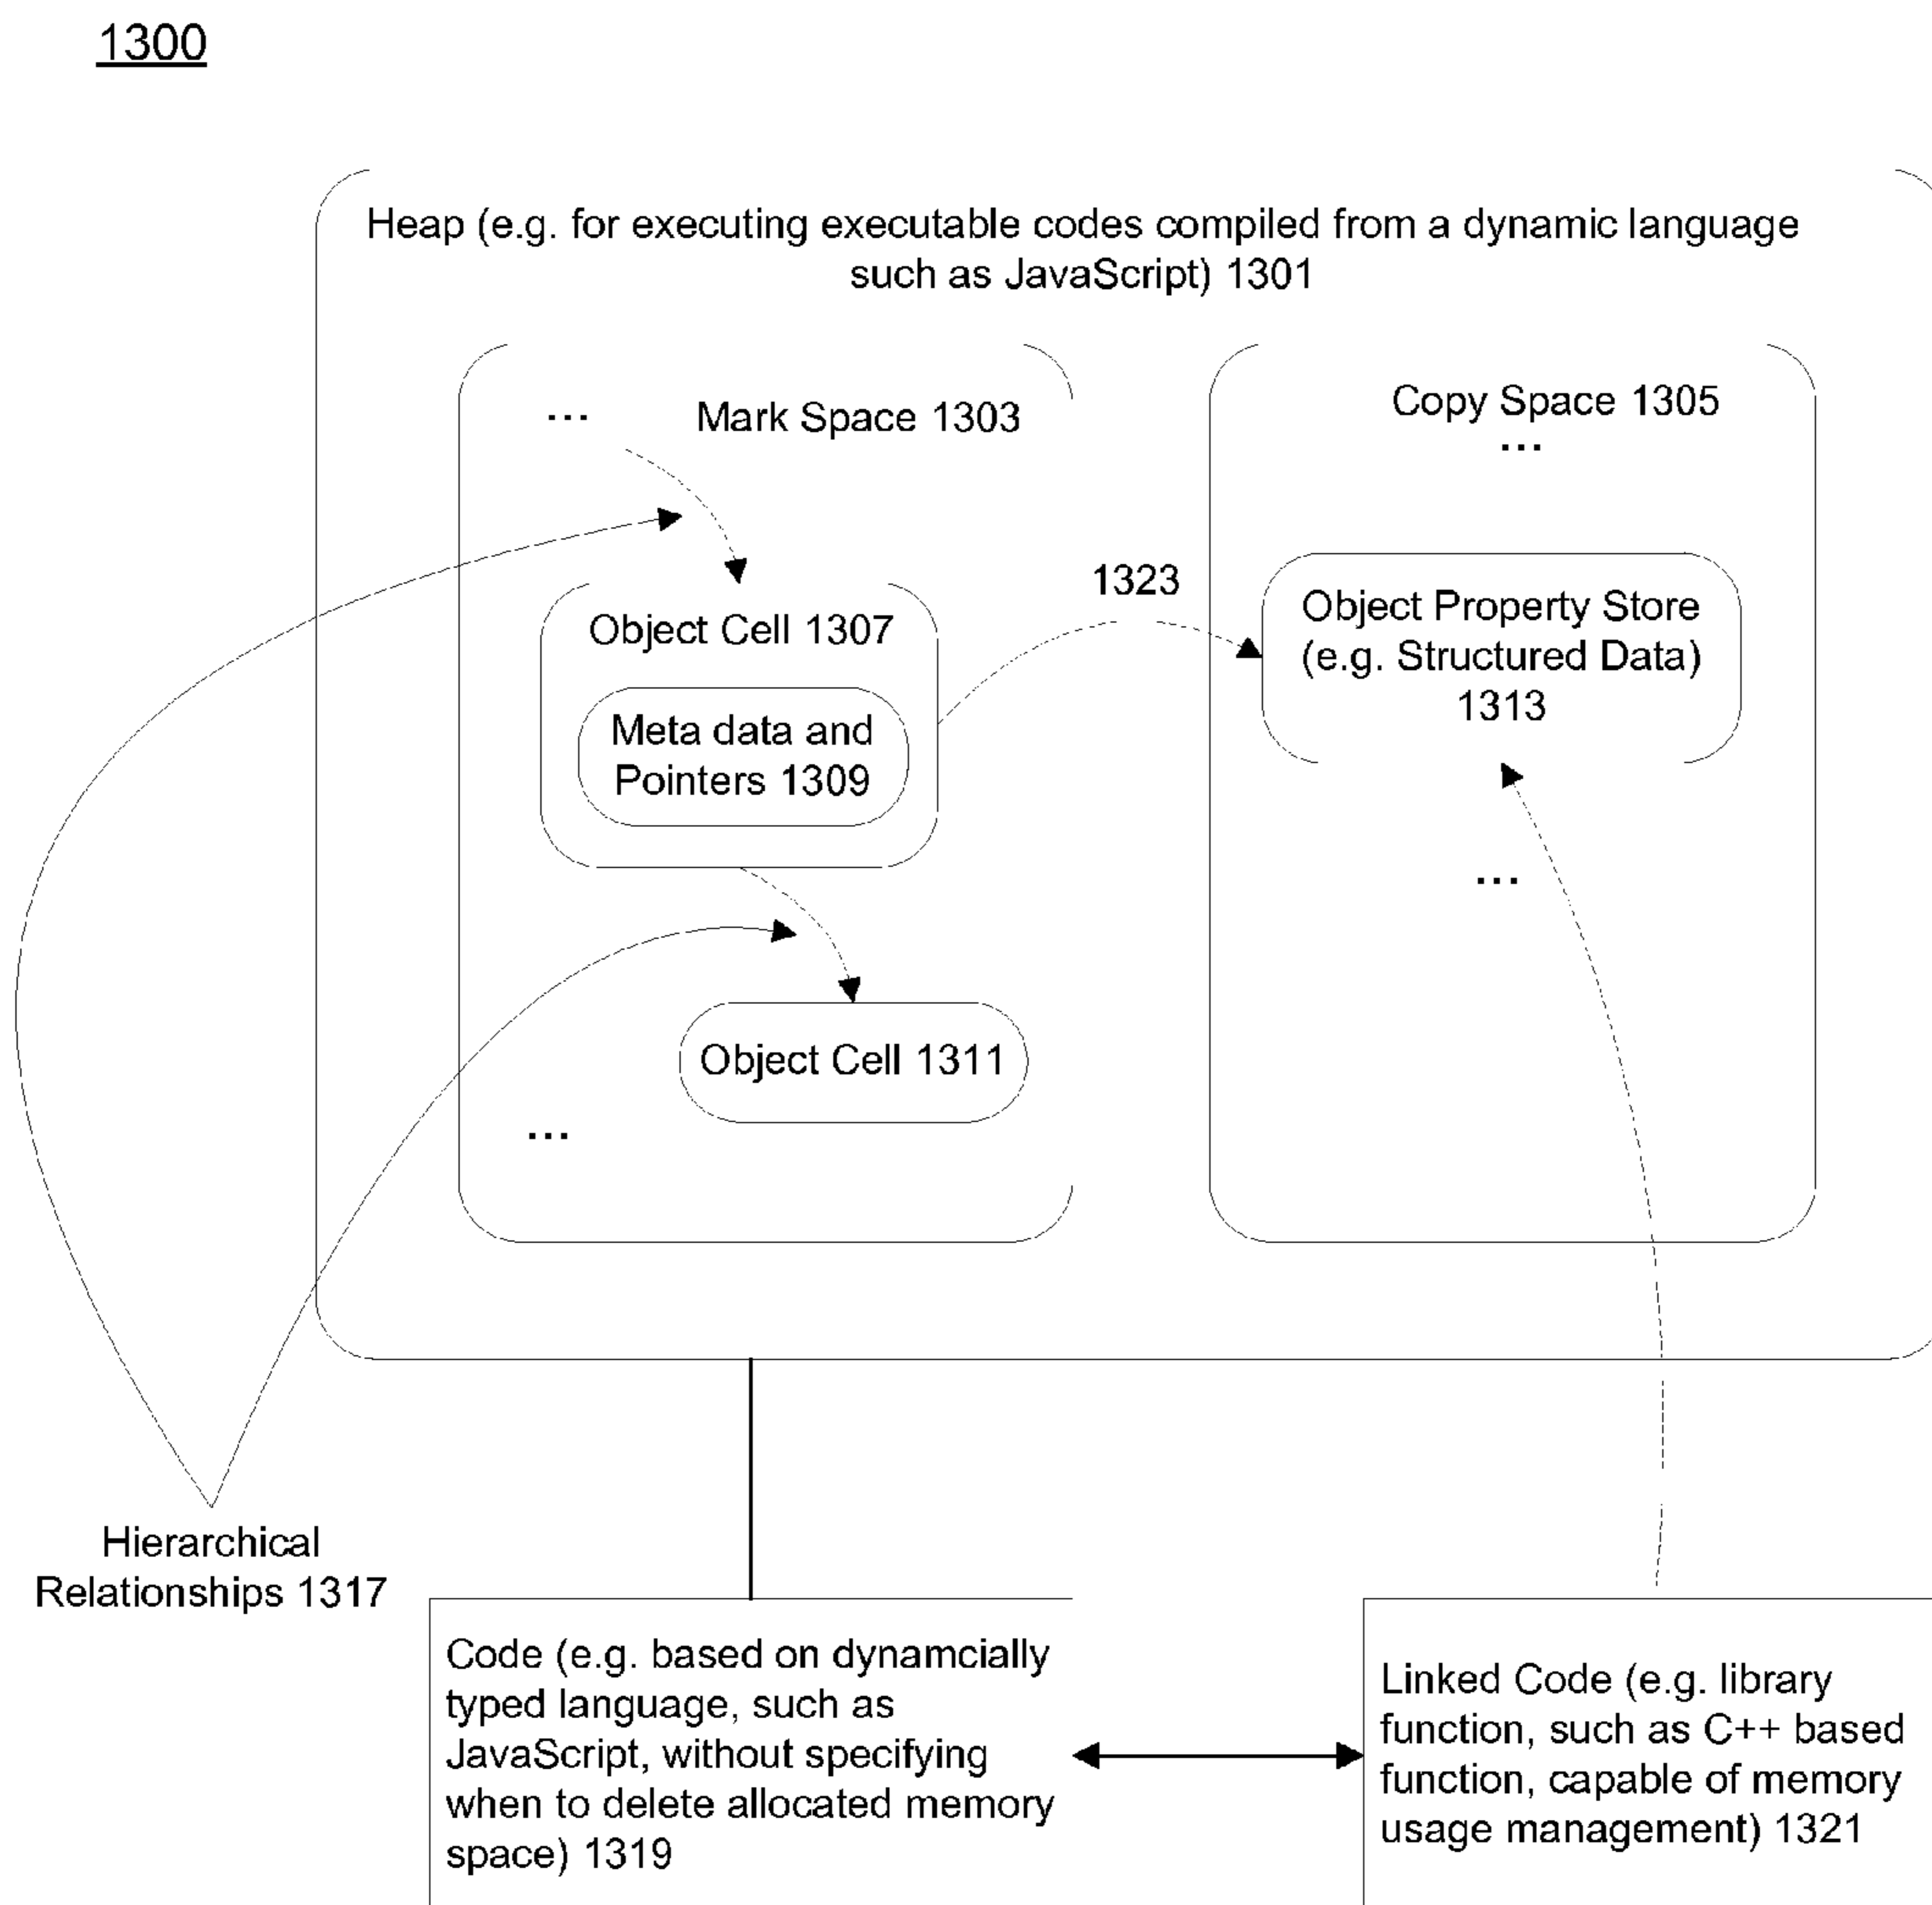 1300
Heap (e.g. for executing executable codes compiled from a dynamic language
such as JavaScript) 1301
...
Mark Space 1303
Copy Space 1305
...
1323
Object Cell 1307
Meta data and
Pointers 1309
Object Property Store
(e.g. Structured Data)
1313
...
Object Cell 1311
...
Hierarchical
Relationships 1317
Code (e.g. based on dynamcially
typed language, such as
JavaScript, without specifying
when to delete allocated memory
space) 1319
Linked Code (e.g. library
function, such as C++ based
function, capable of memory
usage management) 1321